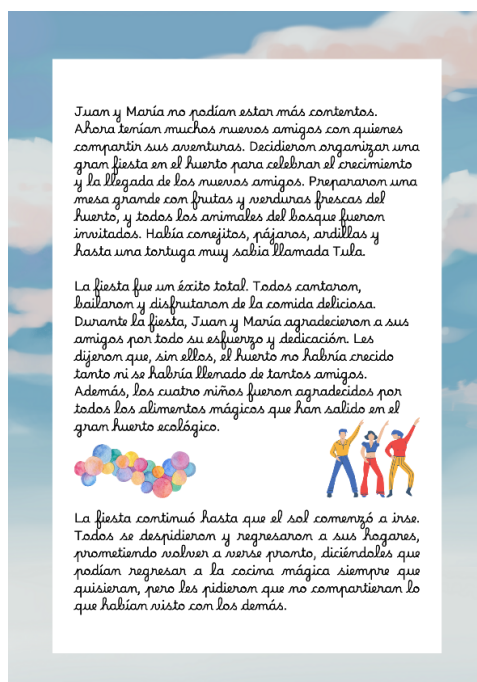 Juan y María no podían estar más contentos.
Ahora tenían muchos nuevos amigos con quienes
compartir sus aventuras. Decidieron organizar una
gran fiesta en el huerto para celebrar el crecimiento
y la llegada de los nuevos amigos. Prepararon una
mesa grande con frutas y verduras frescas del
huerto, y todos los animales del bosque fueron
invitados. Había conejitos, pájaros, ardillas y
hasta una tortuga muy sabia llamada Tula.
La fiesta fue un éxito total. Todos cantaron,
bailaron y disfrutaron de la comida deliciosa.
Durante la fiesta, Juan y María agradecieron a sus
amigos por todo su esfuerzo y dedicación. Les
dijeron que, sin ellos, el huerto no habría crecido
tanto ni se habría llenado de tantos amigos.
Además, los cuatro niños fueron agradecidos por
todos los alimentos mágicos que han salido en el
gran huerto ecológico.
La fiesta continuó hasta que el sol comenzó a irse.
Todos se despidieron y regresaron a sus hogares,
prometiendo volver a verse pronto, diciéndoles que
podían regresar a la cocina mágica siempre que
quisieran, pero les pidieron que no compartieran lo
que habían visto con los demás.